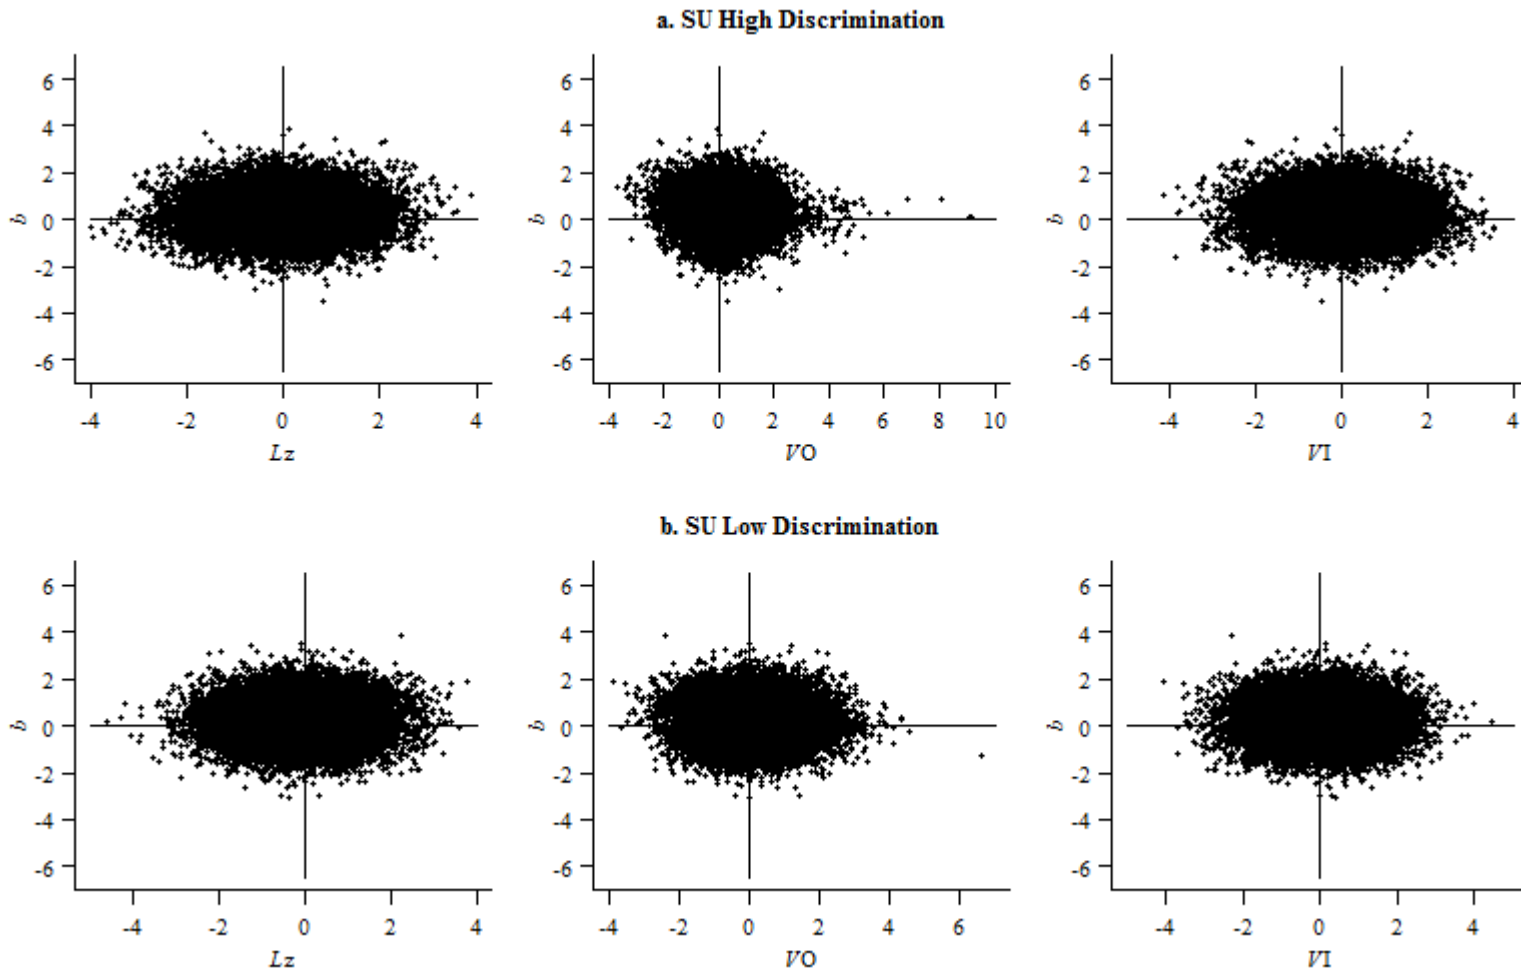 a. SU High Discrimination
6 6 6
4 4 4
2 2 2
b 0 b 0 b 0
-2 -2 -2
-4 -4 -4
-6 -6 -6
-4 -2 0 2 4 -4 -2 0 2 4 6 8 10 -4 -2 0 2 4
Lz VO VI
b. SU Low Discrimination
6 6 6
4 4 4
2 2 2
b 0 b 0 b 0
-2 -2 -2
-4 -4 -4
-6 -6 -6
-4 -2 0 2 4 -4 -2 0 2 4 6 -4 -2 0 2 4
Lz VO VI